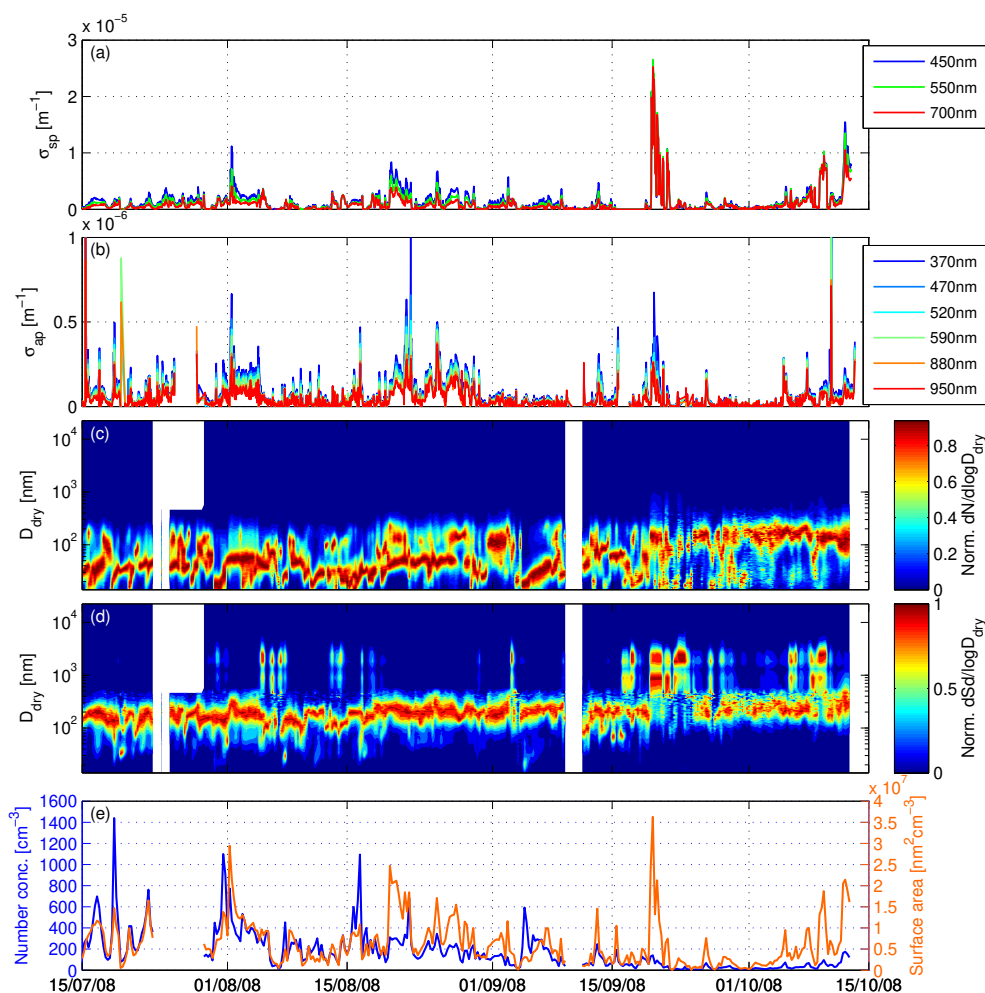 x 10⁻⁵
3
2
1
0
(a)
σsp [m⁻¹]
450nm
550nm
700nm
x 10⁻⁶
1
0.5
0
(b)
σap [m⁻¹]
370nm
470nm
520nm
590nm
880nm
950nm
(c)
10⁴
10³
10²
Ddry [nm]
0.8
0.6
0.4
0.2
0
Norm. dN/dlogDdry
(d)
10⁴
10³
10²
Ddry [nm]
1
0.5
0
Norm. dSd/logDdry
(e)
1600
1400
1200
1000
800
600
400
200
0
Number conc. [cm⁻³]
x 10⁷
4
3.5
3
2.5
2
1.5
1
0.5
0
Surface area [nm²cm⁻³]
15/07/08 01/08/08 15/08/08 01/09/08 15/09/08 01/10/08 15/10/08